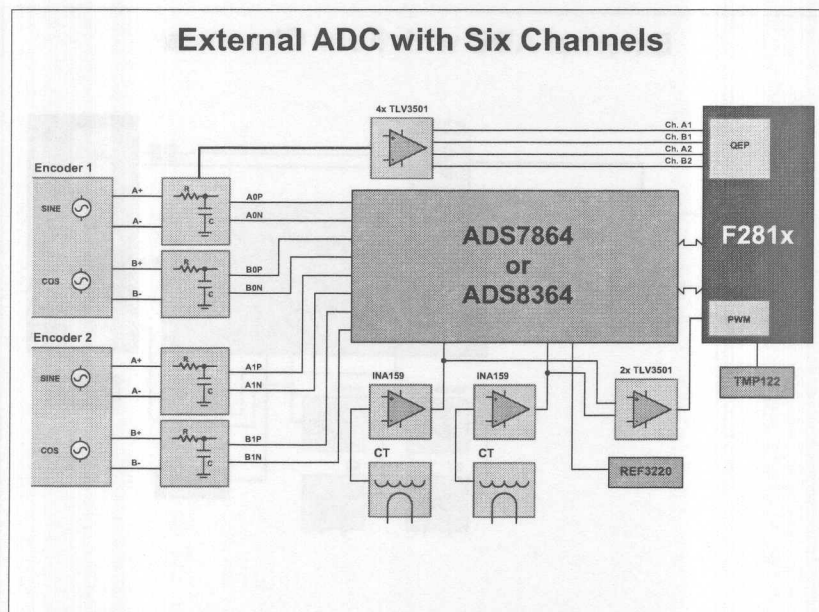 External ADC with Six Channels
4x TLV3501
Ch. A1
Ch. B1
Ch. A2
Ch. B2
QEP
Encoder 1
SINE
A+
A-
R
C
A0P
A0N
COS
B+
B-
R
C
B0P
B0N
ADS7864
or
ADS8364
F281x
PWM
Encoder 2
SINE
A+
A-
R
C
A1P
A1N
COS
B+
B-
R
C
B1P
B1N
INA159
INA159
2x TLV3501
TMP122
CT
CT
REF3220